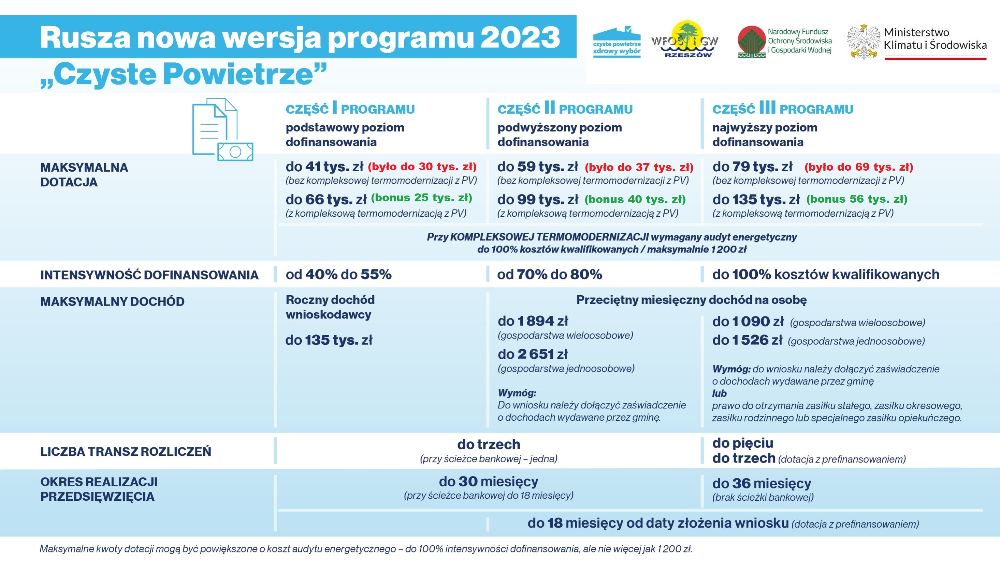 Rusza nowa wersja programu 2023
„Czyste Powietrze”
czyste powietrze
zdrowy wybór
WFOŚ i GW
RZESZÓW
Narodowy Fundusz
Ochrony Środowiska
i Gospodarki Wodnej
Ministerstwo
Klimatu i Środowiska
CZĘŚĆ I PROGRAMU
podstawowy poziom
dofinansowania
CZĘŚĆ II PROGRAMU
podwyższony poziom
dofinansowania
CZĘŚĆ III PROGRAMU
najwyższy poziom
dofinansowania
MAKSYMALNA
DOTACJA
do 41 tys. zł (było do 30 tys. zł)
(bez kompleksowej termomodernizacji z PV)
do 66 tys. zł (bonus 25 tys. zł)
(z kompleksową termomodernizacją z PV)
do 59 tys. zł (było do 37 tys. zł)
(bez kompleksowej termomodernizacji z PV)
do 99 tys. zł (bonus 40 tys. zł)
(z kompleksową termomodernizacją z PV)
do 79 tys. zł (było do 69 tys. zł)
(bez kompleksowej termomodernizacji z PV)
do 135 tys. zł (bonus 56 tys. zł)
(z kompleksową termomodernizacją z PV)
Przy KOMPLEKSOWEJ TERMOMODERNIZACJI wymagany audyt energetyczny
do 100% kosztów kwalifikowanych / maksymalnie 1 200 zł
INTENSYWNOŚĆ DOFINANSOWANIA
od 40% do 55%
od 70% do 80%
do 100% kosztów kwalifikowanych
MAKSYMALNY DOCHÓD
Roczny dochód
wnioskodawcy
do 135 tys. zł
Przeciętny miesięczny dochód na osobę
do 1 894 zł
(gospodarstwa wieloosobowe)
do 2 651 zł
(gospodarstwa jednoosobowe)
Wymóg:
Do wniosku należy dołączyć zaświadczenie
o dochodach wydawane przez gminę.
do 1 090 zł (gospodarstwa wieloosobowe)
do 1 526 zł (gospodarstwa jednoosobowe)
Wymóg: do wniosku należy dołączyć zaświadczenie
o dochodach wydawane przez gminę
lub
prawo do otrzymania zasiłku stałego, zasiłku okresowego,
zasiłku rodzinnego lub specjalnego zasiłku opiekuńczego.
LICZBA TRANSZ ROZLICZEŃ
do trzech
(przy ścieżce bankowej – jedna)
do pięciu
do trzech (dotacja z prefinansowaniem)
OKRES REALIZACJI
PRZEDSIĘWZIĘCIA
do 30 miesięcy
(przy ścieżce bankowej do 18 miesięcy)
do 36 miesięcy
(brak ścieżki bankowej)
do 18 miesięcy od daty złożenia wniosku (dotacja z prefinansowaniem)
Maksymalne kwoty dotacji mogą być powiększone o koszt audytu energetycznego – do 100% intensywności dofinansowania, ale nie więcej jak 1 200 zł.